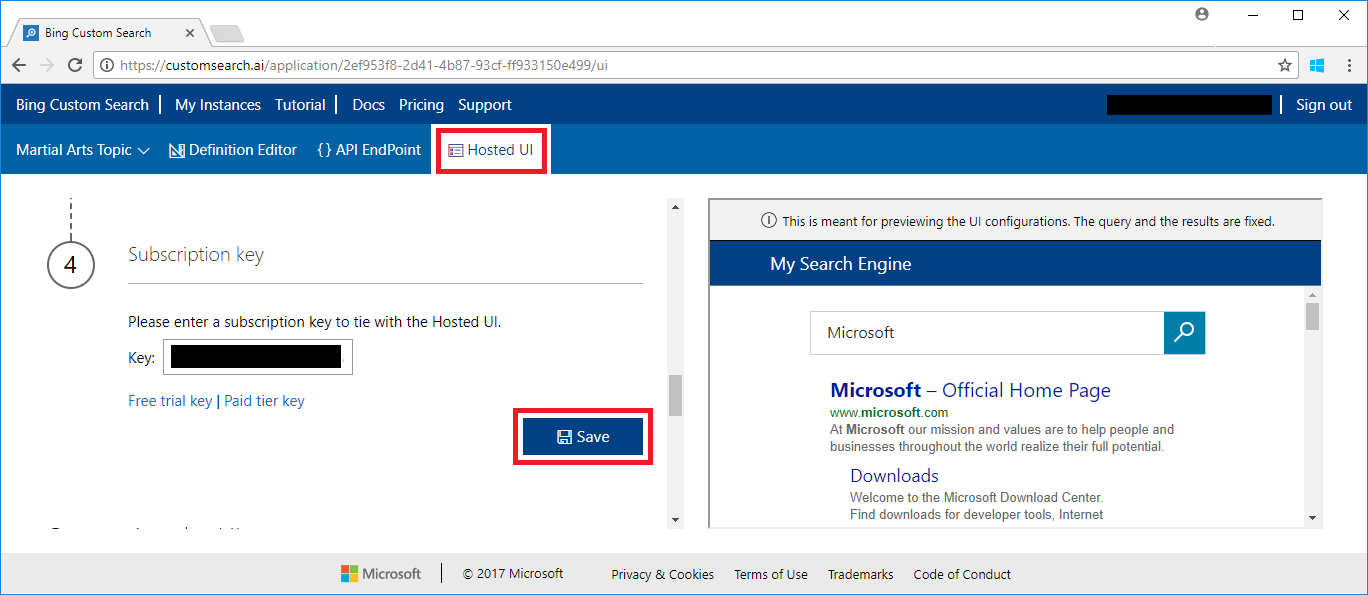 Bing Custom Search
https://customsearch.ai/application/2ef953f8-2d41-4b87-93cf-ff933150e499/ui
Bing Custom Search | My Instances Tutorial | Docs Pricing Support | Sign out
Martial Arts Topic Definition Editor {} API EndPoint Hosted UI
4
Subscription key
Please enter a subscription key to tie with the Hosted UI.
Key:
Free trial key | Paid tier key
Save
This is meant for previewing the UI configurations. The query and the results are fixed.
My Search Engine
Microsoft
Microsoft – Official Home Page
www.microsoft.com
At Microsoft our mission and values are to help people and
businesses throughout the world realize their full potential.
Downloads
Welcome to the Microsoft Download Center.
Find downloads for developer tools, Internet
Microsoft | © 2017 Microsoft Privacy & Cookies Terms of Use Trademarks Code of Conduct